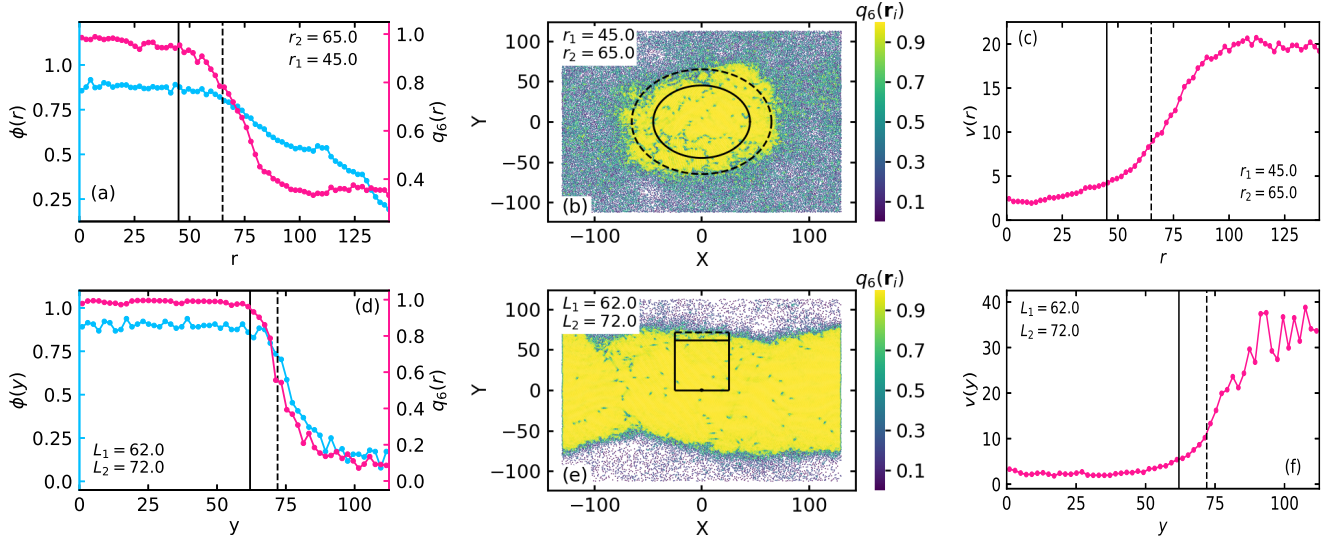 1.0
0.75
0.5
0.25
ϕ(r)
r₂ = 65.0
r₁ = 45.0
(a)
1.0
0.8
0.6
0.4
q₆(r)
0 25 50 75 100 125
r
q₆(𝐫ᵢ)
r₁ = 45.0
r₂ = 65.0
100
50
0
−50
−100
Y
(b)
−100 0 100
X
0.9
0.7
0.5
0.3
0.1
(c)
20
15
10
5
0
v(r)
r₁ = 45.0
r₂ = 65.0
0 25 50 75 100 125
r
(d)
1.0
0.75
0.5
0.25
0.0
ϕ(y)
L₁ = 62.0
L₂ = 72.0
1.0
0.8
0.6
0.4
0.2
0.0
q₆(r)
0 25 50 75 100
y
q₆(𝐫ᵢ)
L₁ = 62.0
L₂ = 72.0
100
50
0
−50
−100
Y
(e)
−100 0 100
X
0.9
0.7
0.5
0.3
0.1
L₁ = 62.0
L₂ = 72.0
40
30
20
10
0
v(y)
(f)
0 25 50 75 100
y